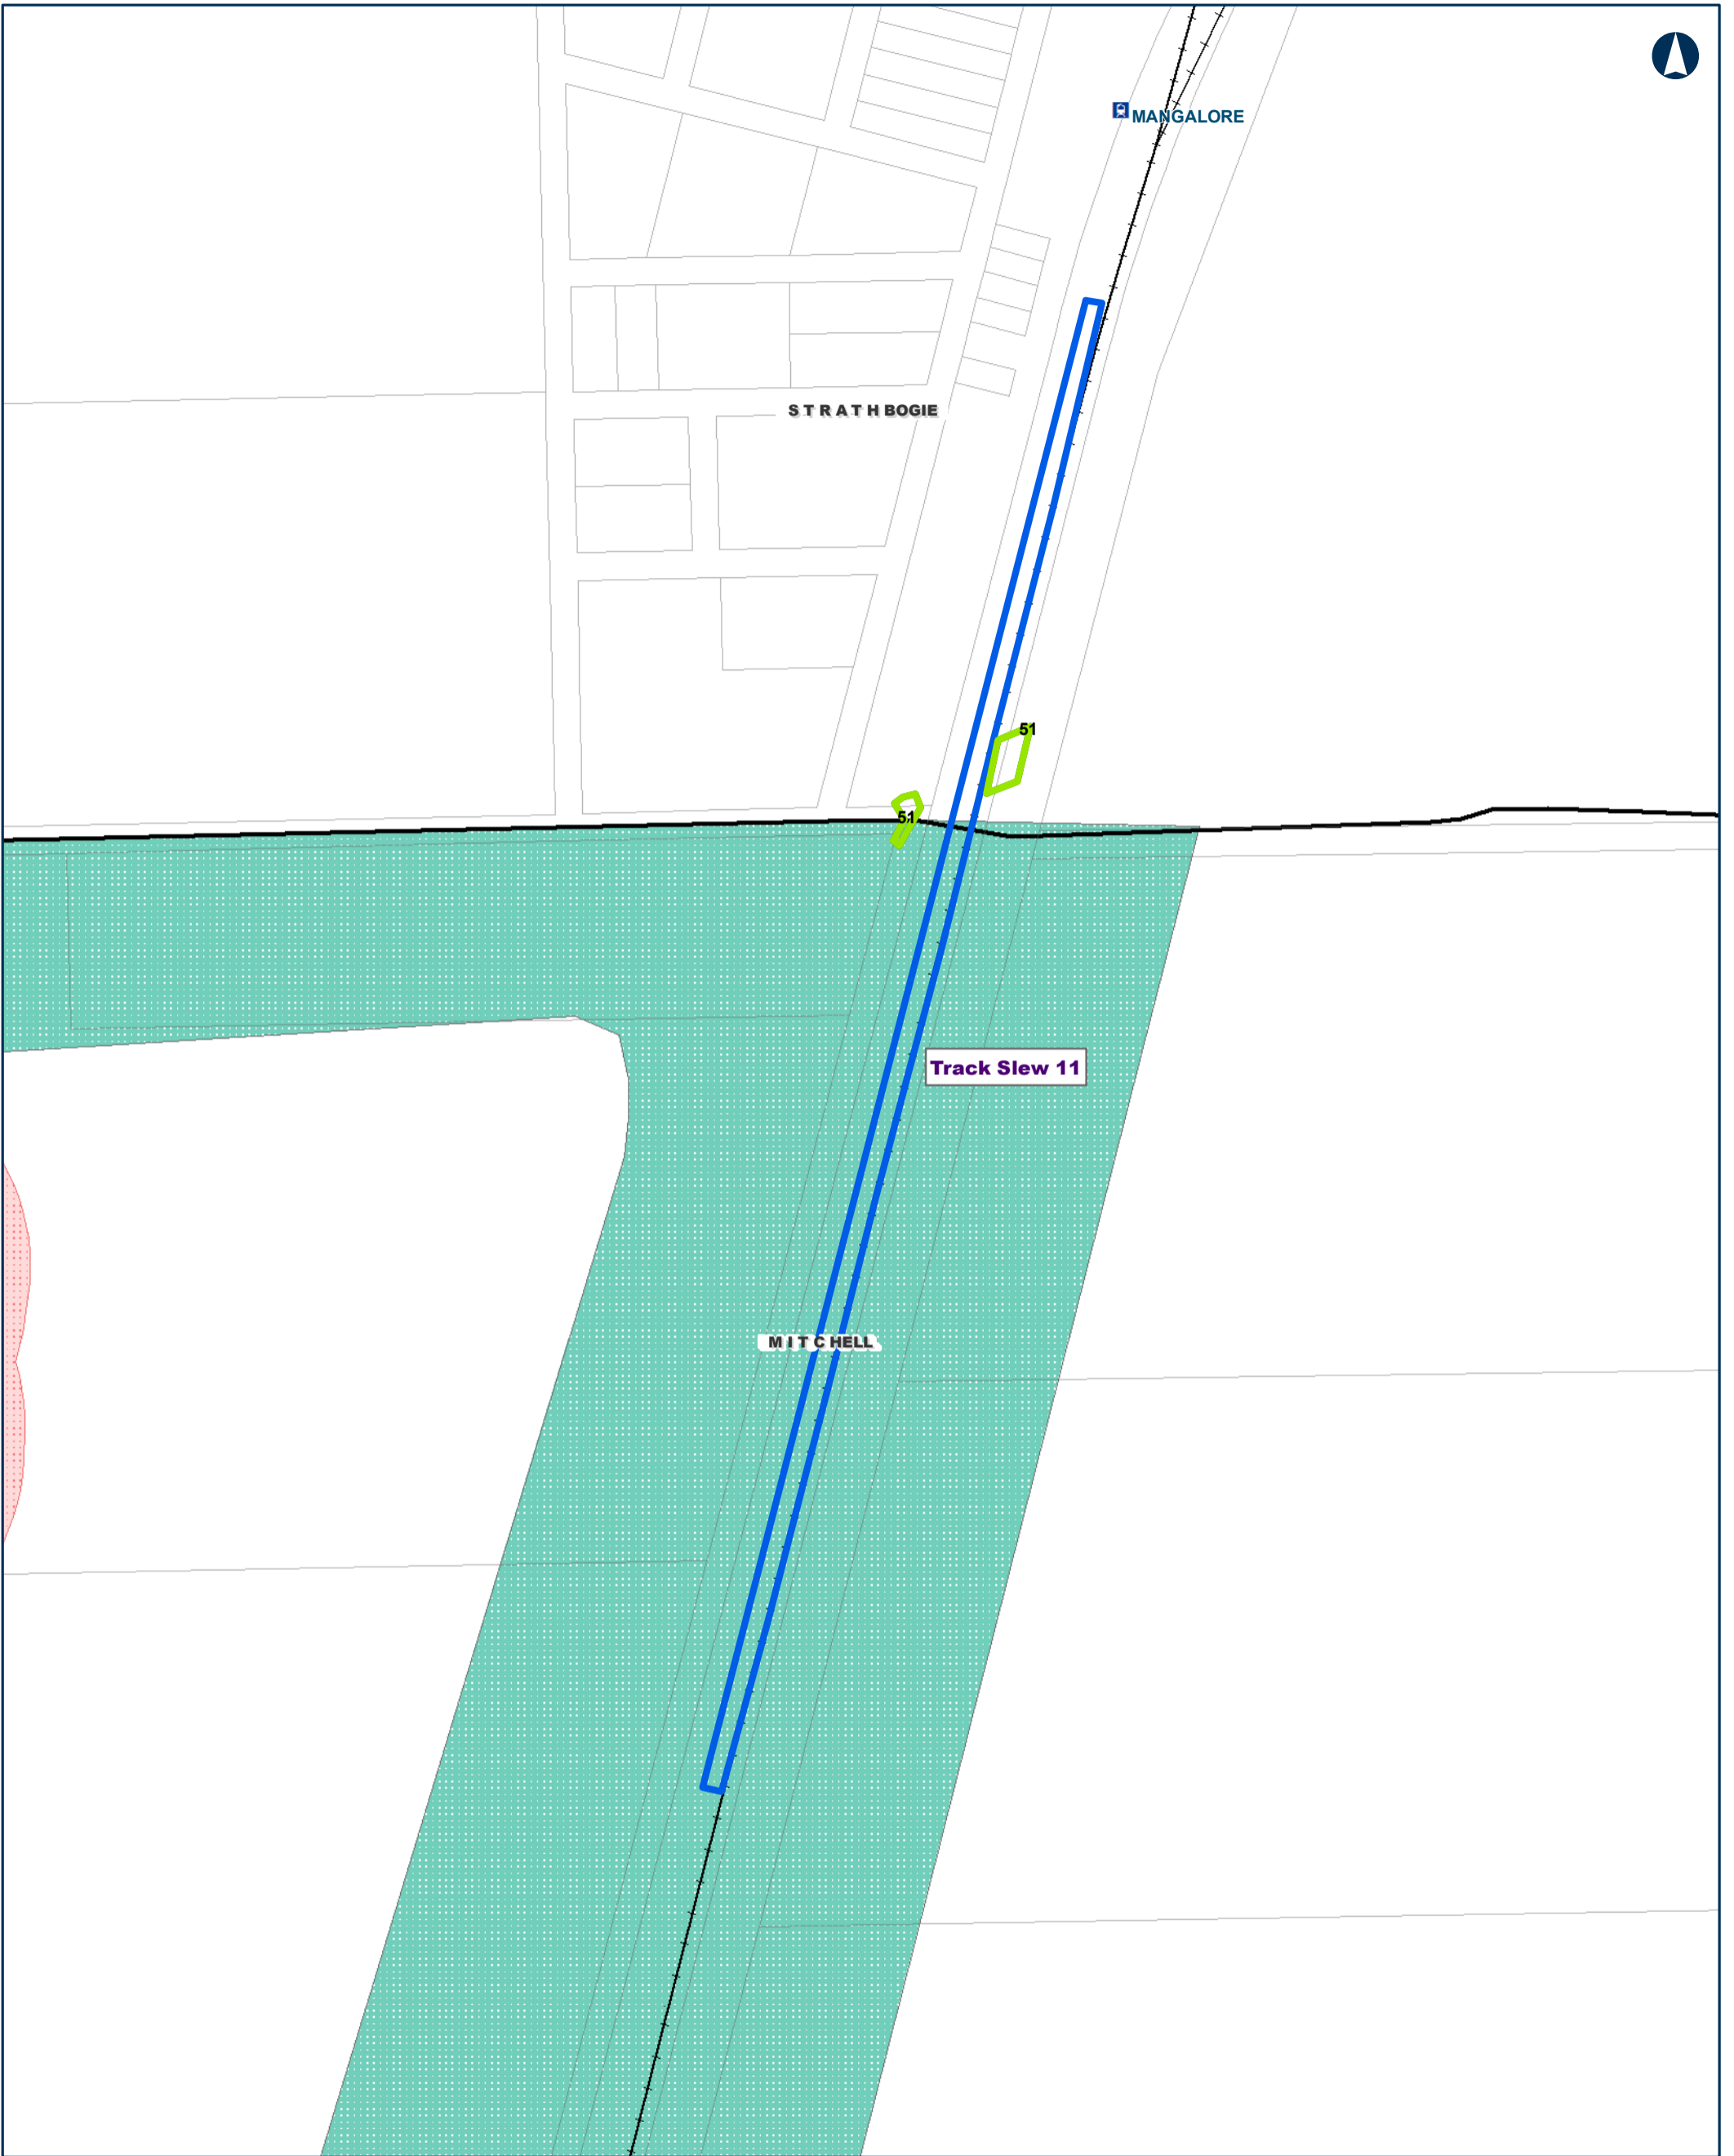 MANGALORE
STRATHBOGIE
51
51
Track Slew 11
MITCHELL